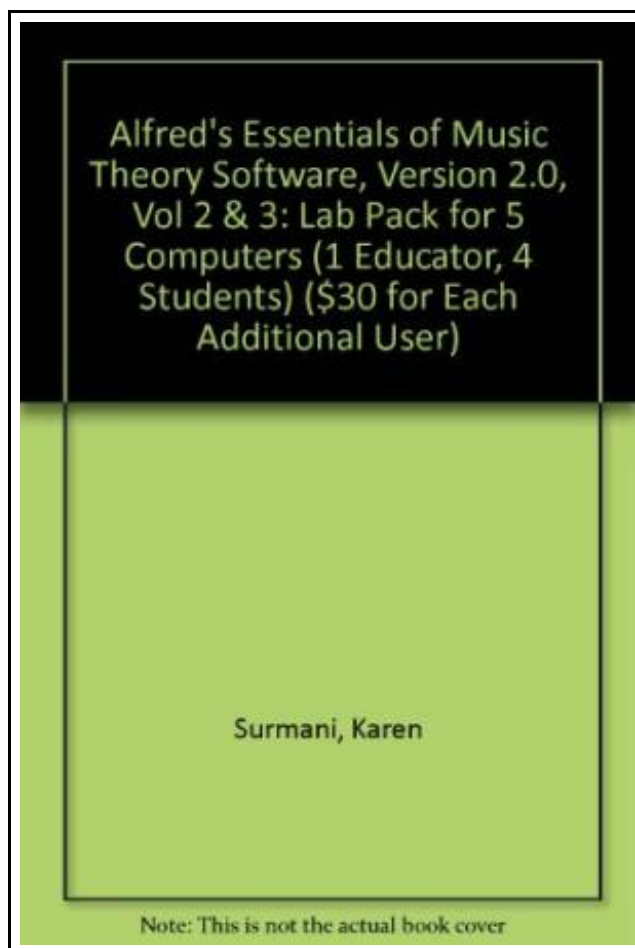 Alfred's Essentials of Music
Theory Software, Version 2.0,
Vol 2 & 3: Lab Pack for 5
Computers (1 Educator, 4
Students) ($30 for Each
Additional User)
Surmani, Karen
Note: This is not the actual book cover